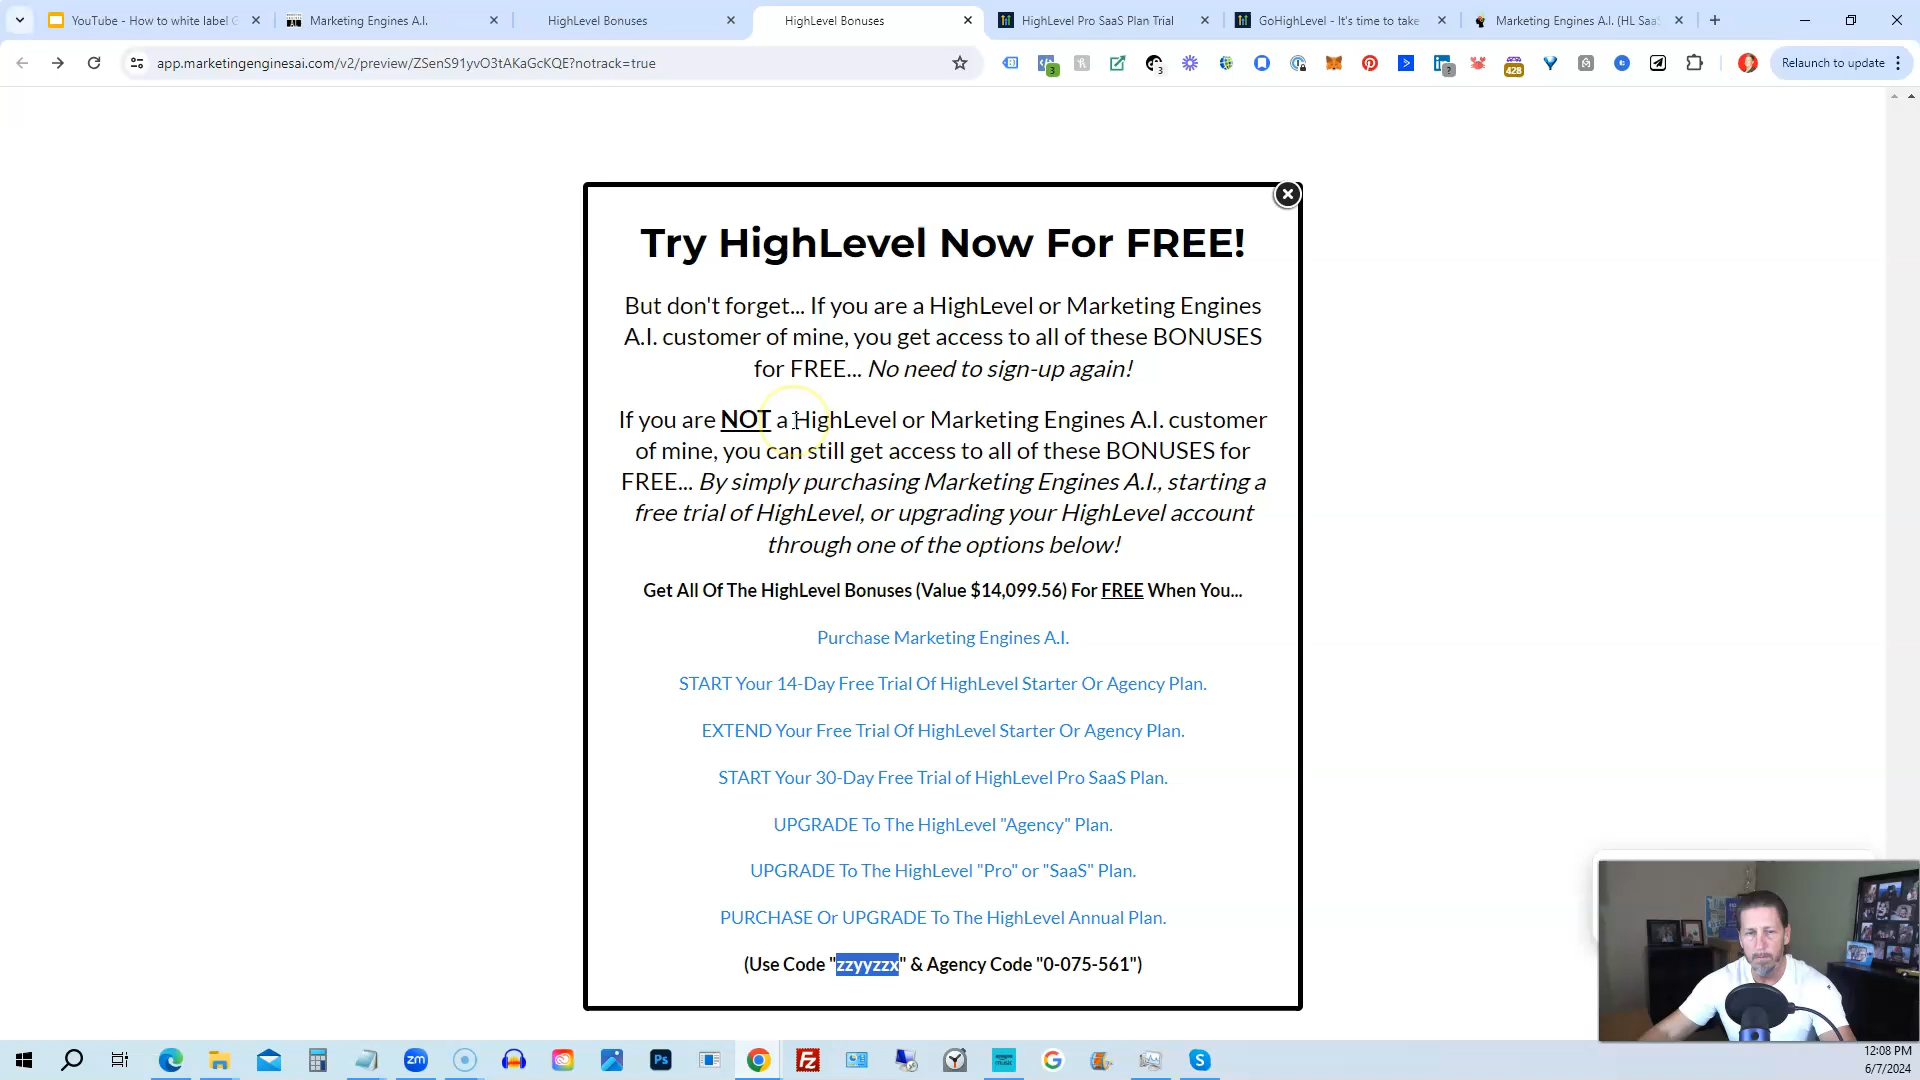 YouTube - How to white label G
Marketing Engines A.I.
HighLevel Bonuses
HighLevel Bonuses
HighLevel Pro SaaS Plan Trial
GoHighLevel - It's time to take
Marketing Engines A.I. (HL SaaS
app.marketingenginesai.com/v2/preview/ZSenS91yvO3tAKaGcKQE?notrack=true
3
3
?
428
Relaunch to update
Try HighLevel Now For FREE!
But don't forget... If you are a HighLevel or Marketing Engines
A.I. customer of mine, you get access to all of these BONUSES
for FREE... No need to sign-up again!
If you are NOT a HighLevel or Marketing Engines A.I. customer
of mine, you can still get access to all of these BONUSES for
FREE... By simply purchasing Marketing Engines A.I., starting a
free trial of HighLevel, or upgrading your HighLevel account
through one of the options below!
Get All Of The HighLevel Bonuses (Value $14,099.56) For FREE When You...
Purchase Marketing Engines A.I.
START Your 14-Day Free Trial Of HighLevel Starter Or Agency Plan.
EXTEND Your Free Trial Of HighLevel Starter Or Agency Plan.
START Your 30-Day Free Trial of HighLevel Pro SaaS Plan.
UPGRADE To The HighLevel "Agency" Plan.
UPGRADE To The HighLevel "Pro" or "SaaS" Plan.
PURCHASE Or UPGRADE To The HighLevel Annual Plan.
(Use Code "zzyyzzx" & Agency Code "0-075-561")
zm
Ps
12:08 PM
6/7/2024